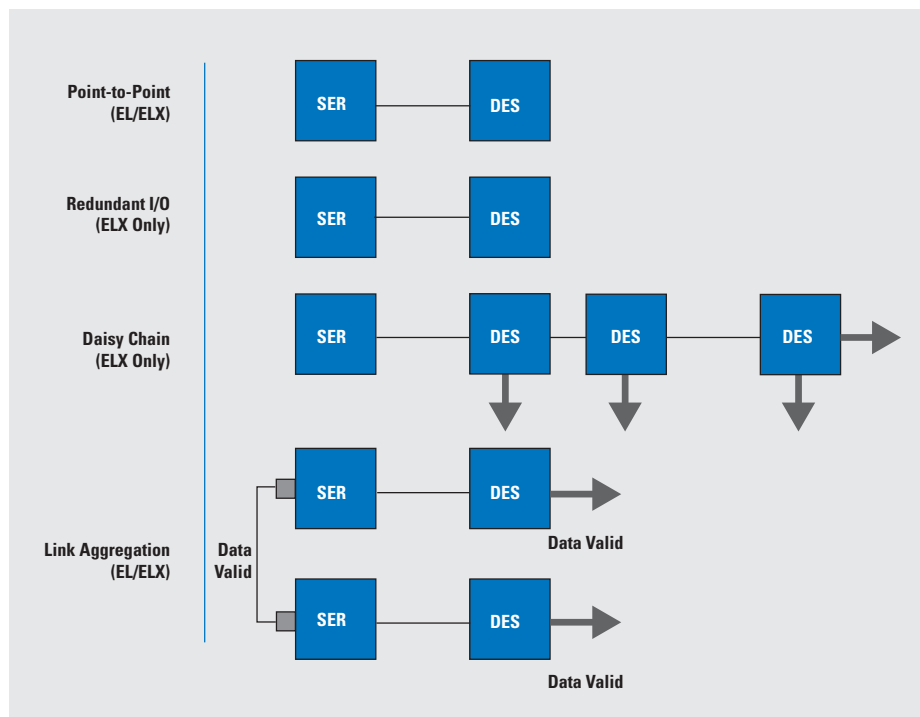 Point-to-Point
(EL/ELX)
SER
DES
Redundant I/O
(ELX Only)
SER
DES
Daisy Chain
(ELX Only)
SER
DES
DES
DES
Link Aggregation
(EL/ELX)
Data
Valid
SER
DES
Data Valid
SER
DES
Data Valid